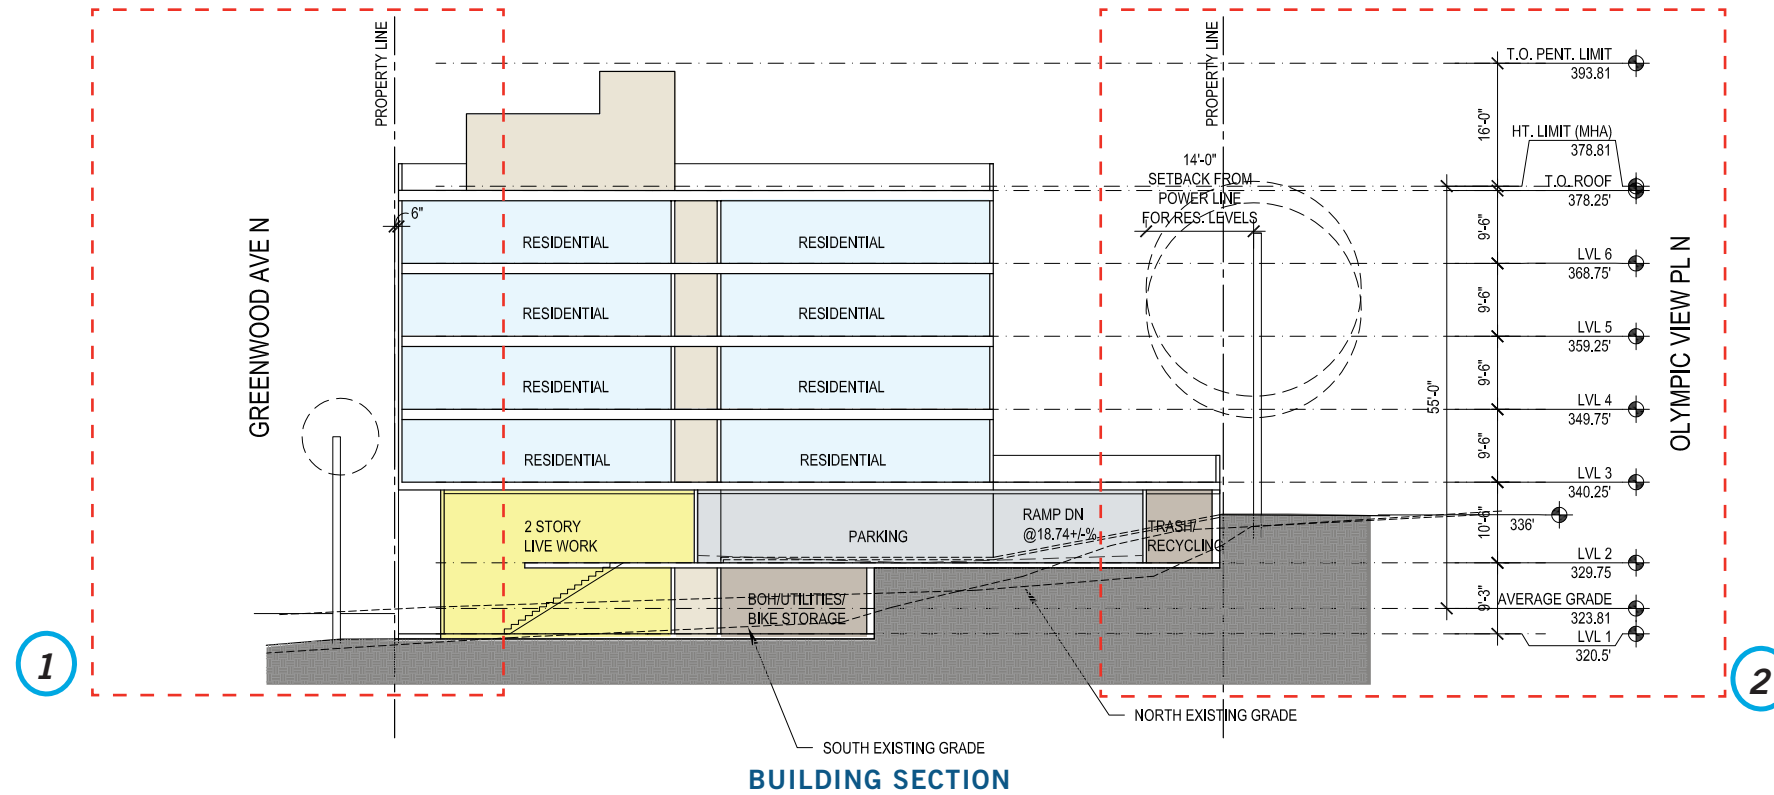 PROPERTY LINE
PROPERTY LINE
T.O. PENT. LIMIT
393.81
16'-0"
HT. LIMIT (MHA)
378.81
14'-0"
SETBACK FROM
POWER LINE
FOR RES. LEVELS
T.O. ROOF
378.25'
6"
9'-6"
RESIDENTIAL
RESIDENTIAL
LVL 6
368.75'
GREENWOOD AVE N
OLYMPIC VIEW PL N
9'-6"
RESIDENTIAL
RESIDENTIAL
LVL 5
359.25'
9'-6"
RESIDENTIAL
RESIDENTIAL
55'-0"
LVL 4
349.75'
9'-6"
RESIDENTIAL
RESIDENTIAL
LVL 3
340.25'
2 STORY
LIVE WORK
PARKING
RAMP DN
@18.74+/-%
TRASH/
RECYCLING
10'-6"
336'
LVL 2
329.75
BOH/UTILITIES/
BIKE STORAGE
9'-3"
AVERAGE GRADE
323.81
LVL 1
320.5'
1
2
NORTH EXISTING GRADE
SOUTH EXISTING GRADE
BUILDING SECTION